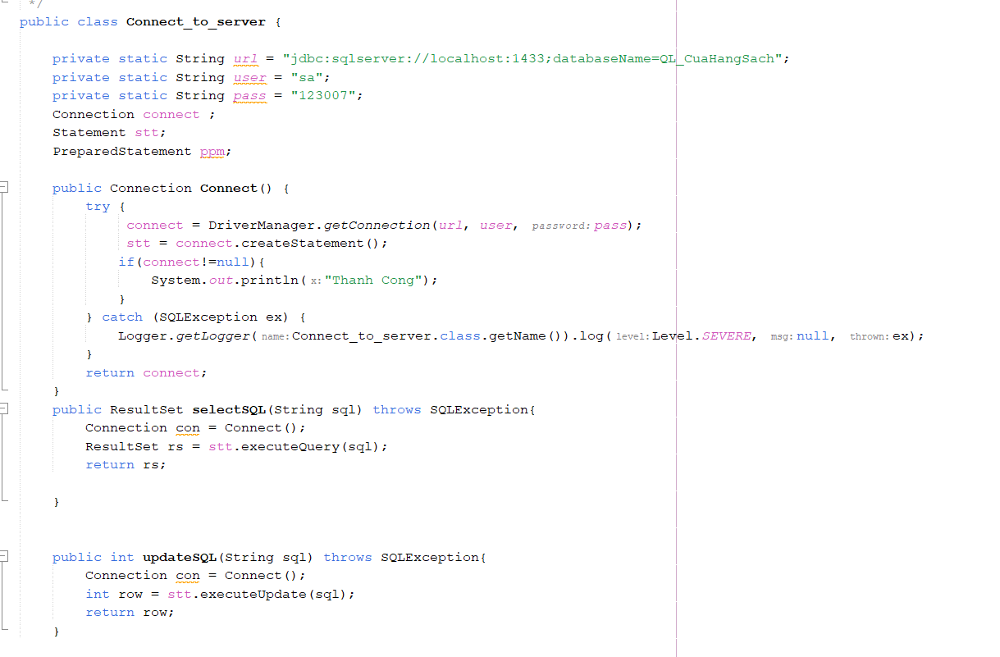 */
public class Connect_to_server {
private static String url = "jdbc:sqlserver://localhost:1433;databaseName=QL_CuaHangSach";
private static String user = "sa";
private static String pass = "123007";
Connection connect ;
Statement stt;
PreparedStatement ppm;
public Connection Connect() {
try {
connect = DriverManager.getConnection(url, user, password: pass);
stt = connect.createStatement();
if(connect!=null){
System.out.println( x: "Thanh Cong");
}
} catch (SQLException ex) {
Logger.getLogger( name: Connect_to_server.class.getName()).log( level: Level.SEVERE, msg: null, thrown: ex);
}
return connect;
}
public ResultSet selectSQL(String sql) throws SQLException{
Connection con = Connect();
ResultSet rs = stt.executeQuery(sql);
return rs;
}
public int updateSQL(String sql) throws SQLException{
Connection con = Connect();
int row = stt.executeUpdate(sql);
return row;
}